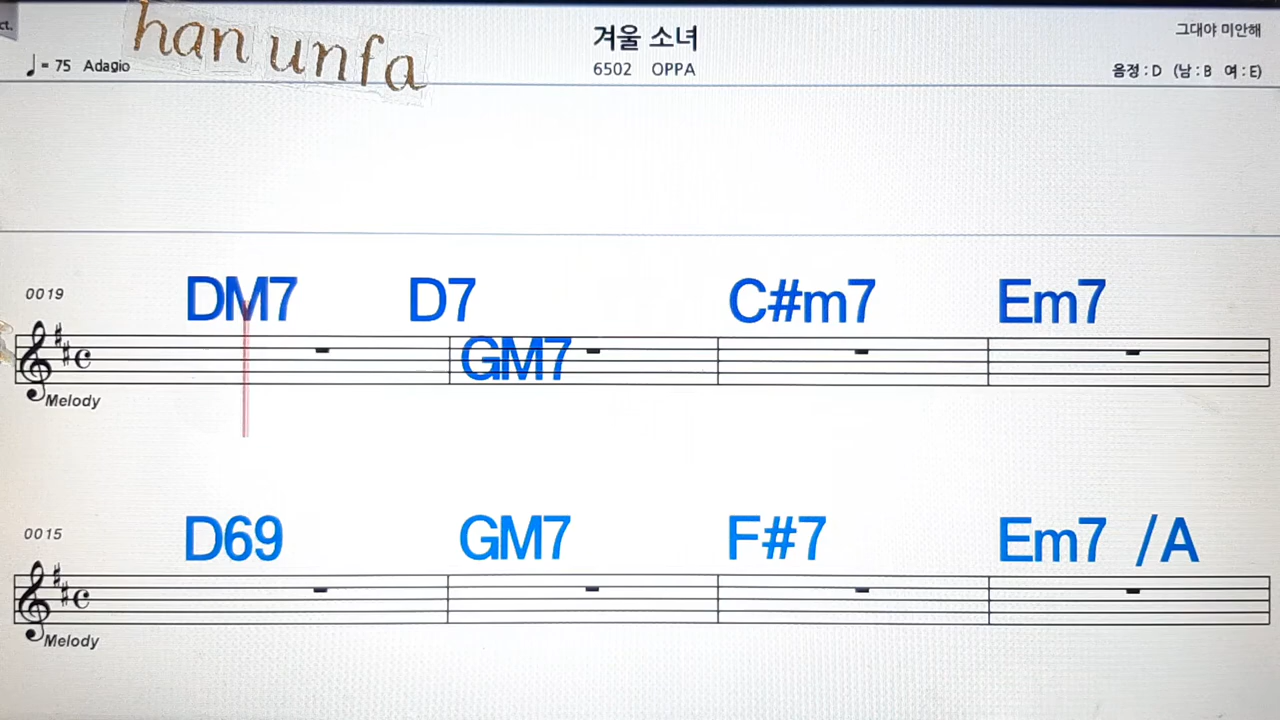 ct.
han unfa
겨울 소녀
그대야 미안해
♩ = 75 Adagio
6502 OPPA
음정 : D (남 : B 여 : E)
0019
DM7 D7 C#m7 Em7
GM7
Melody
0015
D69 GM7 F#7 Em7 /A
Melody